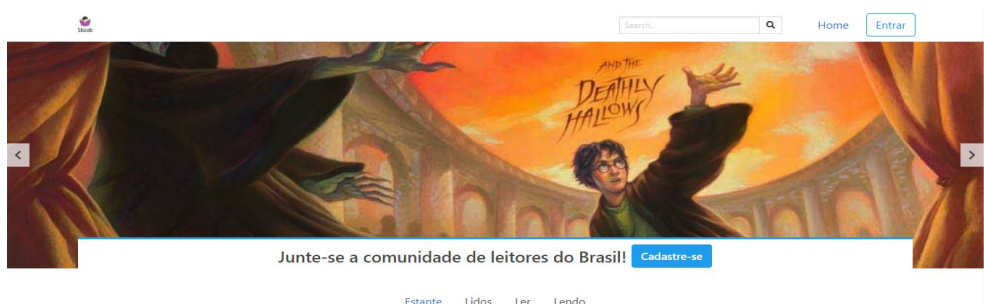 Skoob
Search..
Home
Entrar
AND THE
DEATHLY
HALLOWS
Junte-se a comunidade de leitores do Brasil!
Cadastre-se
Estante Lidos Ler Lendo